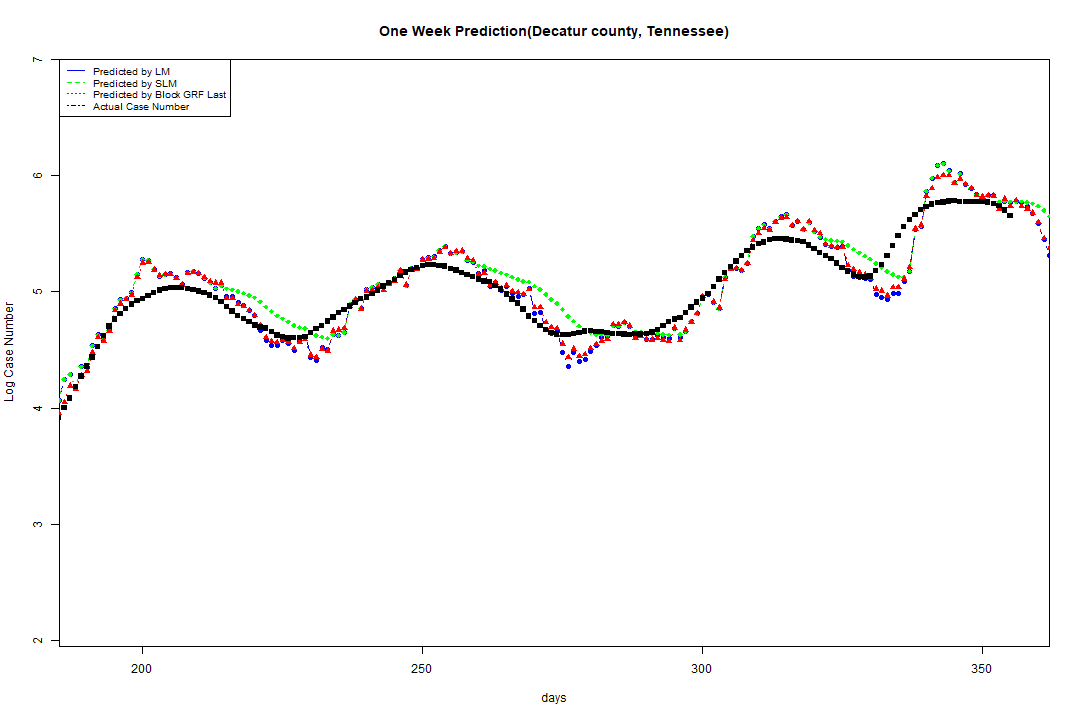 One Week Prediction(Decatur county, Tennessee)
Predicted by LM
Predicted by SLM
Predicted by Block GRF Last
Actual Case Number
7
6
5
4
3
2
Log Case Number
200
250
300
350
days